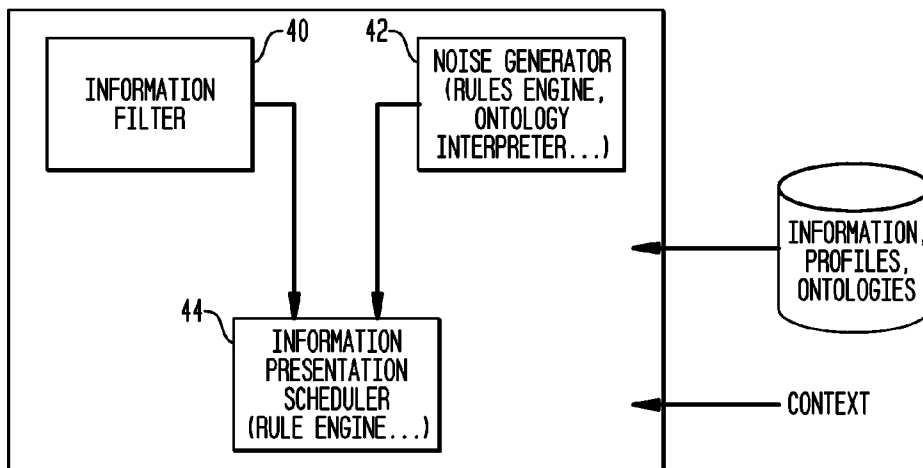 40
INFORMATION
FILTER
42
NOISE GENERATOR
(RULES ENGINE,
ONTOLOGY
INTERPRETER...)
INFORMATION,
PROFILES,
ONTOLOGIES
44
INFORMATION
PRESENTATION
SCHEDULER
(RULE ENGINE...)
CONTEXT